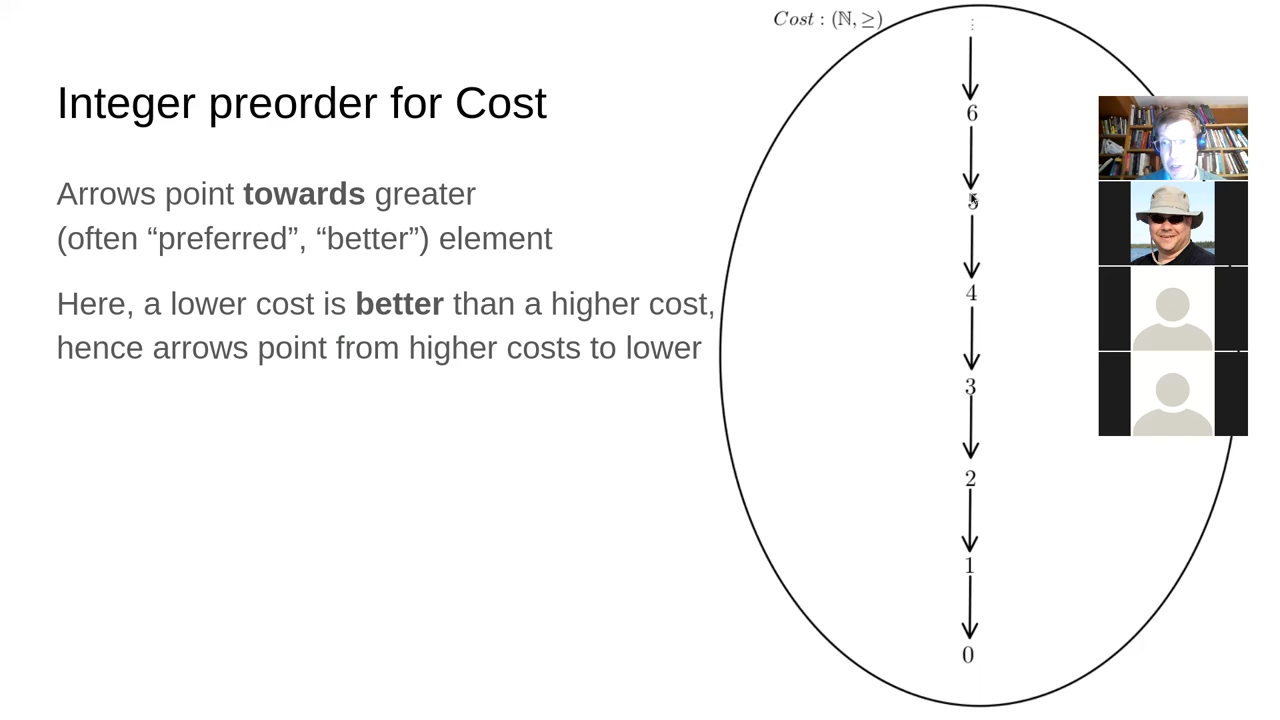 Integer preorder for Cost
Arrows point towards greater
(often “preferred”, “better”) element
Here, a lower cost is better than a higher cost,
hence arrows point from higher costs to lower
Cost : (ℕ, ≥)
⋮
6
5
4
3
2
1
0